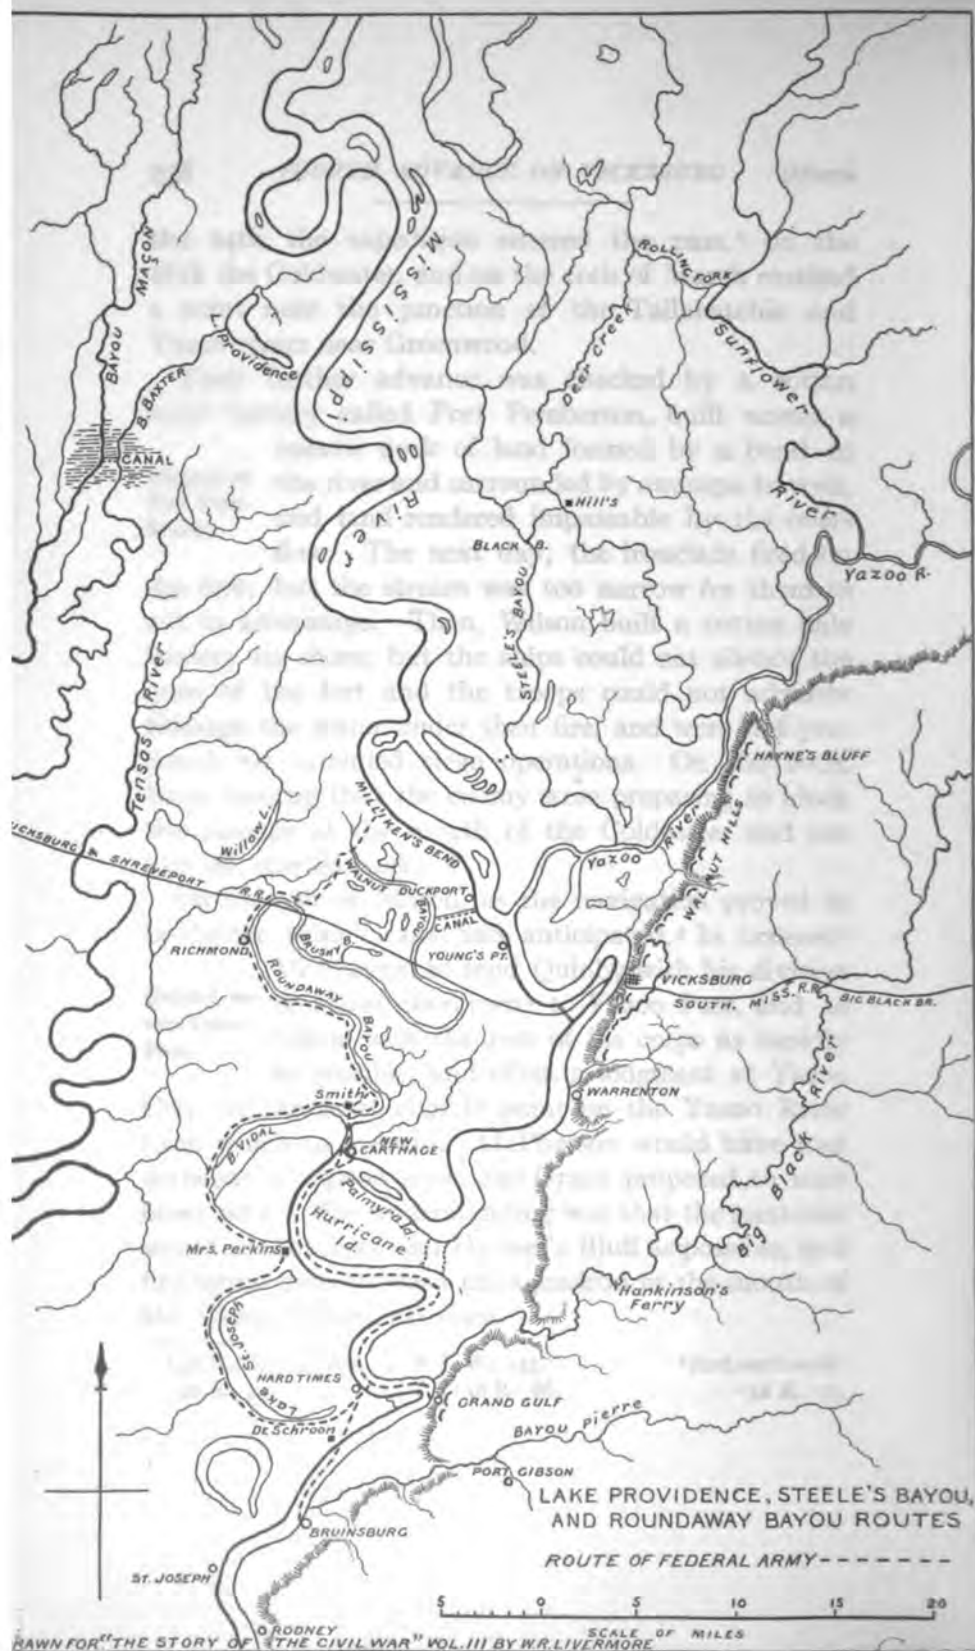 MISSISSIPPI
River
BAYOU MAÇON
L. Providence
B. BAXTER
CANAL
ROLLING FORK
Deer Creek
Sunflower
River
Hill's
BLACK B.
STEELE'S BAYOU
Yazoo R.
Tensas River
HAYNE'S BLUFF
MILLIKEN'S BEND
Willow L.
Yazoo River
WALNUT HILLS
VICKSBURG & SHREVEPORT R.R.
WALNUT BAYOU
DUCKPORT
CANAL
RICHMOND
BRUSHY B.
YOUNG'S PT.
VICKSBURG
SOUTH. MISS. R.R.
BIG BLACK BR.
ROUNDAWAY BAYOU
WARRENTON
Smith
B. VIDAL
NEW CARTHAGE
Big Black River
Palmyra Id.
Hurricane Id.
Mrs. Perkins
Hankinson's Ferry
Lake St. Joseph
HARD TIMES
GRAND GULF
BAYOU Pierre
De Schroon
PORT GIBSON
LAKE PROVIDENCE, STEELE'S BAYOU,
AND ROUNDAWAY BAYOU ROUTES
BRUINSBURG
ROUTE OF FEDERAL ARMY
ST. JOSEPH
5 0 5 10 15 20
RODNEY
SCALE OF MILES
RAWN FOR "THE STORY OF THE CIVIL WAR" VOL. III BY W.R. LIVERMORE